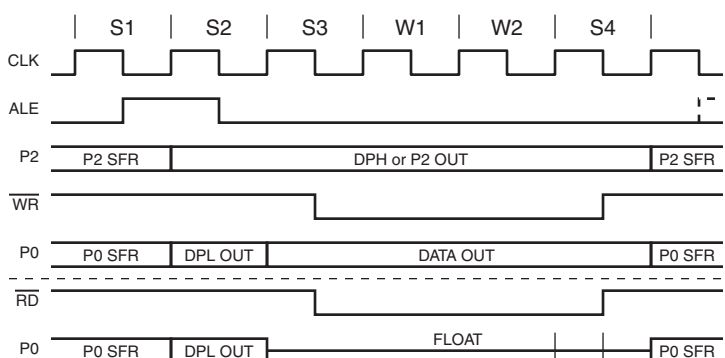 S1 S2 S3 W1 W2 S4
CLK
ALE
P2 P2 SFR DPH or P2 OUT P2 SFR
WR
P0 P0 SFR DPL OUT DATA OUT P0 SFR
RD
P0 P0 SFR DPL OUT FLOAT P0 SFR